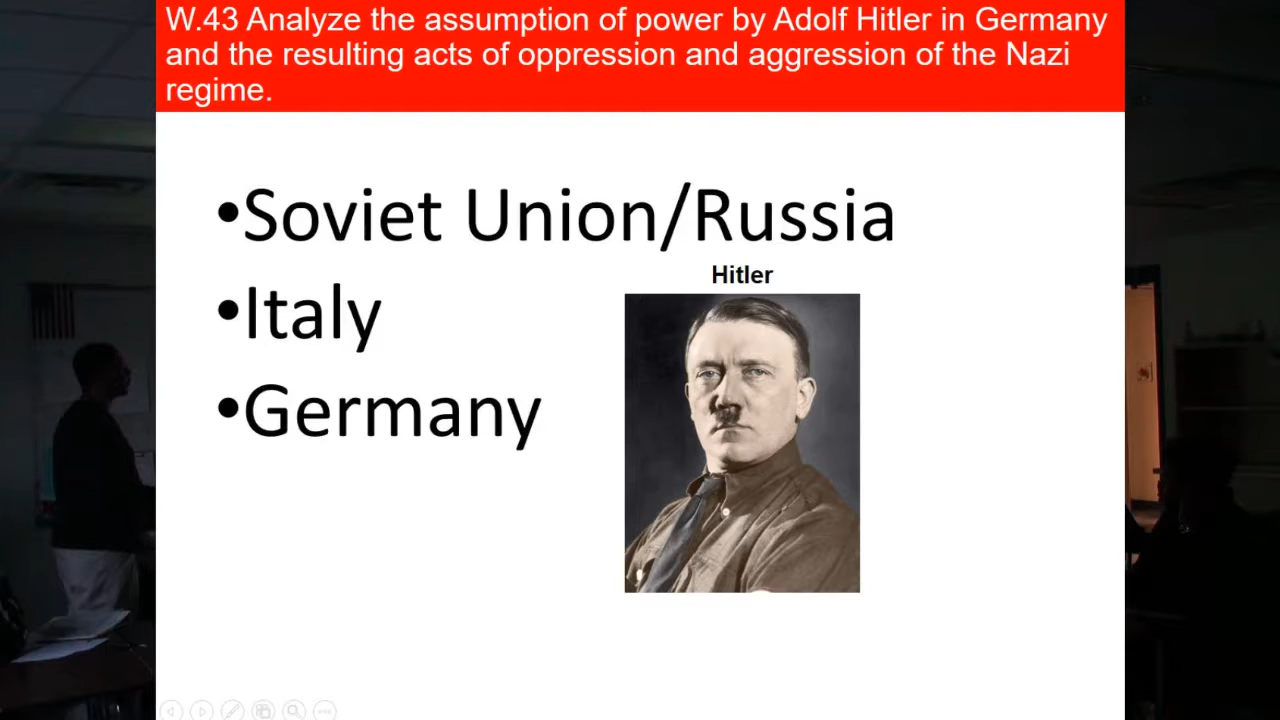 W.43 Analyze the assumption of power by Adolf Hitler in Germany
and the resulting acts of oppression and aggression of the Nazi
regime.
•Soviet Union/Russia
Hitler
•Italy
•Germany